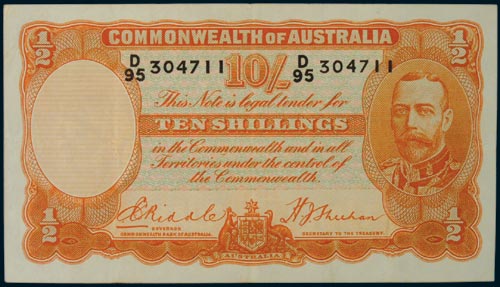 1/2 COMMONWEALTH OF AUSTRALIA 1/2
D/95 304711 10/- D/95 304711
This Note is legal tender for
TEN SHILLINGS
in the Commonwealth and in all
Territories under the control of
the Commonwealth.
E Riddle H J Sheehan
GOVERNOR
COMMONWEALTH BANK OF AUSTRALIA.
SECRETARY TO THE TREASURY.
1/2 AUSTRALIA 1/2